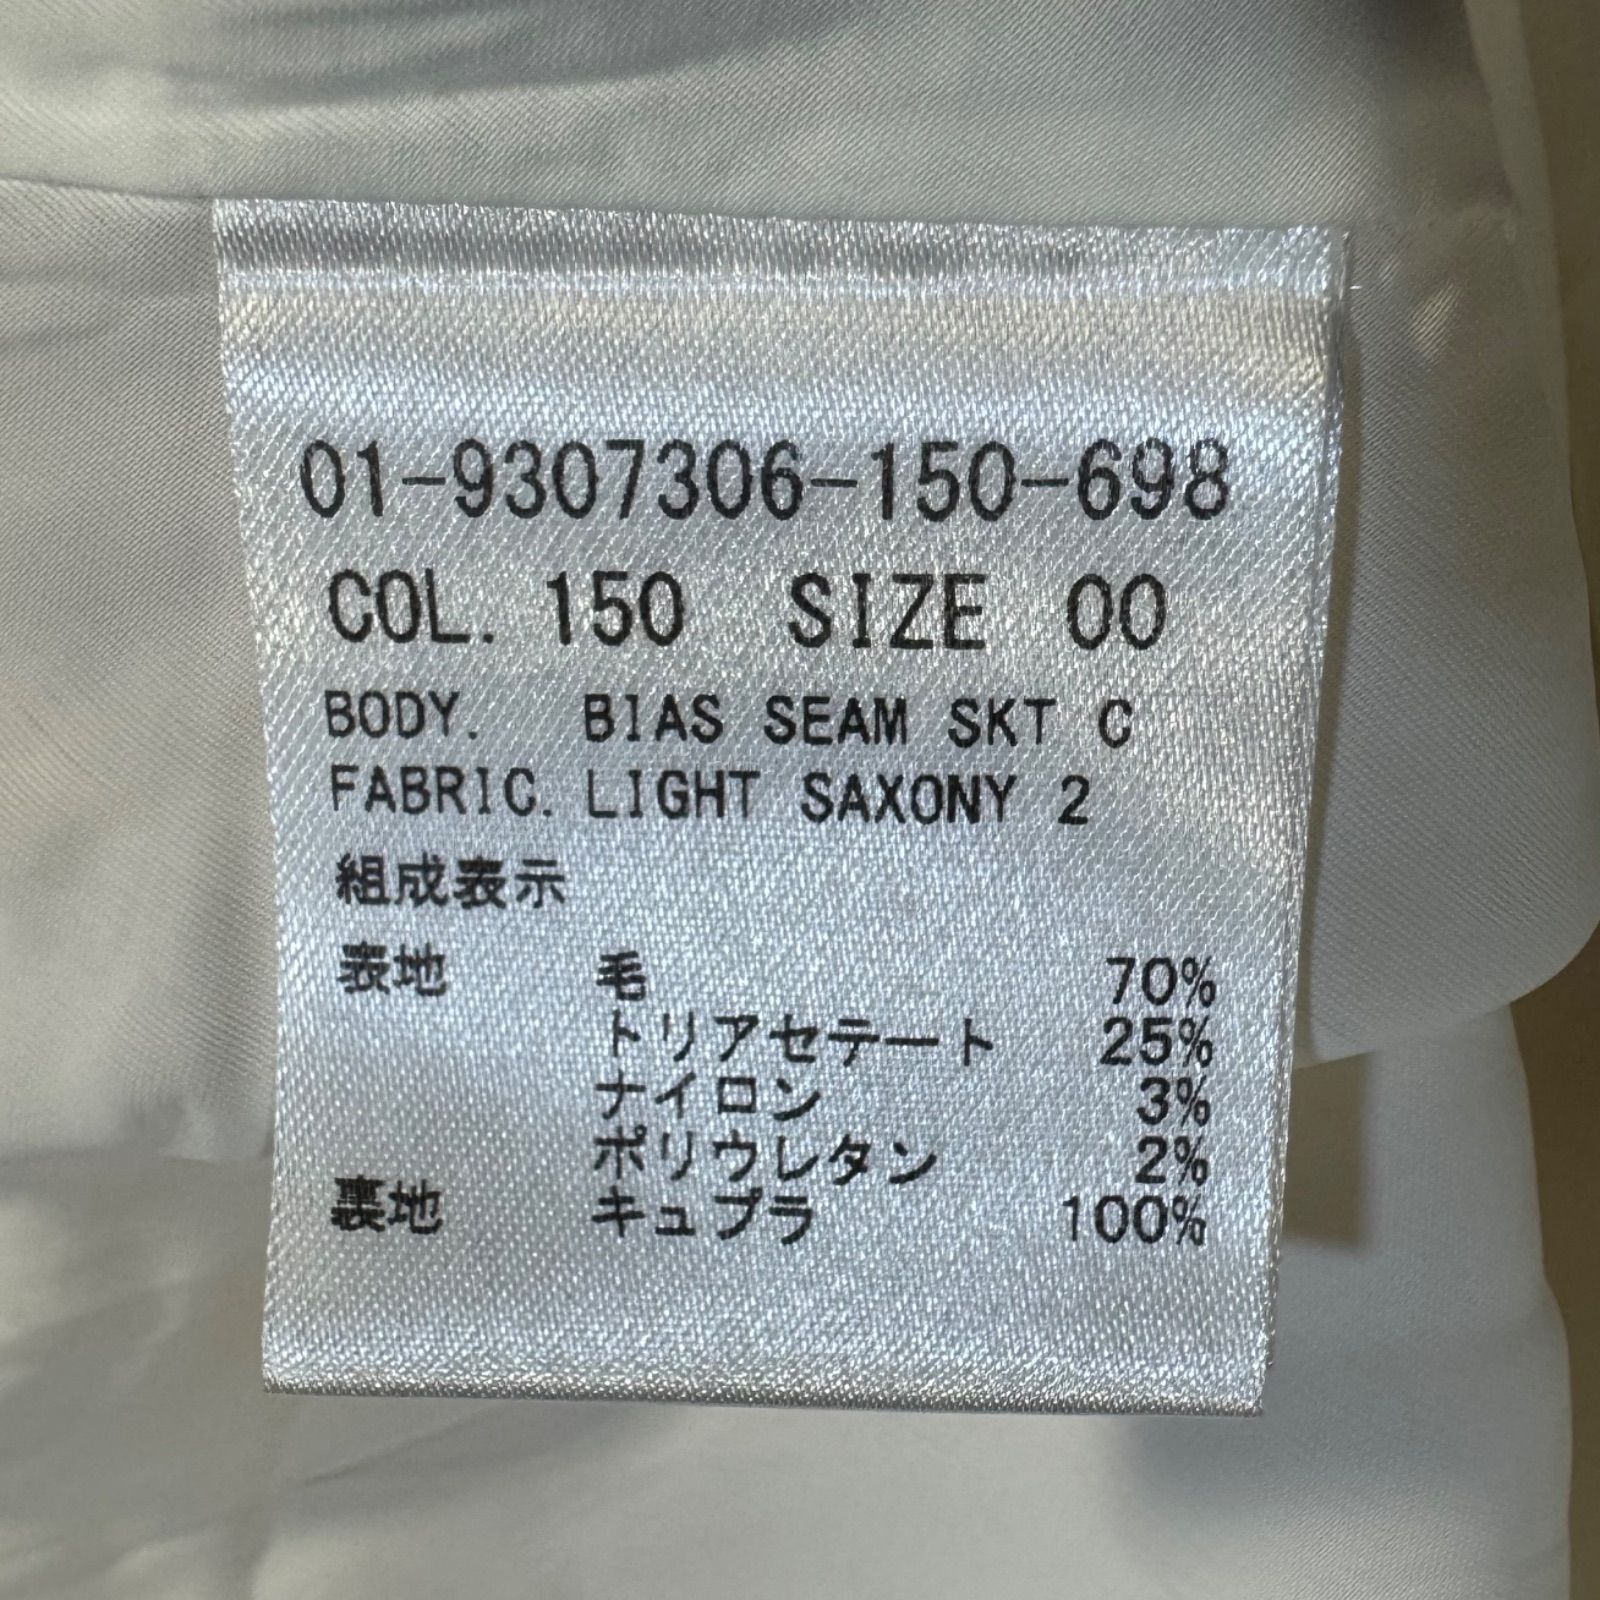 01-9307306-150-698
COL. 150 SIZE 00
BODY. BIAS SEAM SKT C
FABRIC. LIGHT SAXONY 2
組成表示
表地 毛 70%
トリアセテート 25%
ナイロン 3%
ポリウレタン 2%
裏地 キュプラ 100%